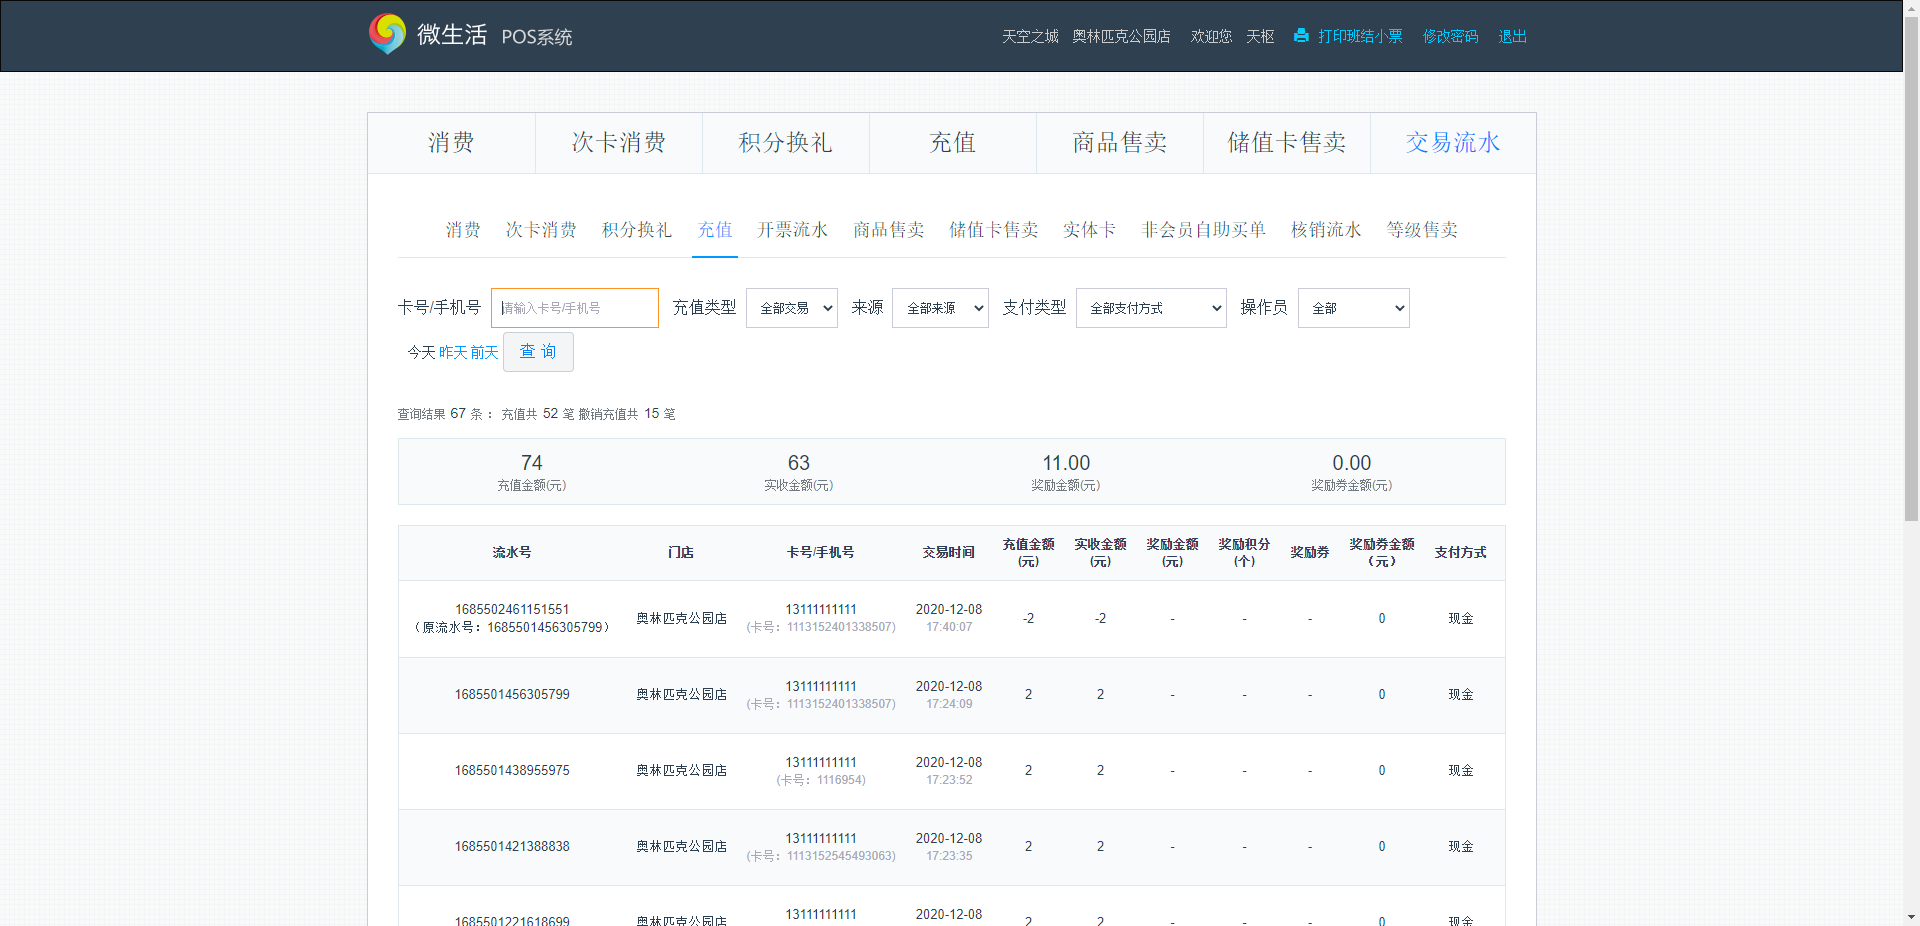 微生活 POS系统
天空之城 奥林匹克公园店 欢迎您 天枢 打印班结小票 修改密码 退出
消费 次卡消费 积分换礼 充值 商品售卖 储值卡售卖 交易流水
消费 次卡消费 积分换礼 充值 开票流水 商品售卖 储值卡售卖 实体卡 非会员自助买单 核销流水 等级售卖
卡号/手机号 请输入卡号/手机号 充值类型 全部交易 来源 全部来源 支付类型 全部支付方式 操作员 全部
今天 昨天 前天 查 询
查询结果 67 条 : 充值共 52 笔 撤销充值共 15 笔
74 63 11.00 0.00
充值金额(元) 实收金额(元) 奖励金额(元) 奖励券金额(元)
流水号 门店 卡号/手机号 交易时间 充值金额(元) 实收金额(元) 奖励金额(元) 奖励积分(个) 奖励券 奖励券金额（元） 支付方式
1685502461151551 （原流水号：1685501456305799） 奥林匹克公园店 13111111111 (卡号：1113152401338507) 2020-12-08 17:40:07 -2 -2 - - - 0 现金
1685501456305799 奥林匹克公园店 13111111111 (卡号：1113152401338507) 2020-12-08 17:24:09 2 2 - - - 0 现金
1685501438955975 奥林匹克公园店 13111111111 (卡号：1116954) 2020-12-08 17:23:52 2 2 - - - 0 现金
1685501421388838 奥林匹克公园店 13111111111 (卡号：1113152545493063) 2020-12-08 17:23:35 2 2 - - - 0 现金
1685501221618699 奥林匹克公园店 13111111111 2020-12-08 2 2 - - - 0 现金